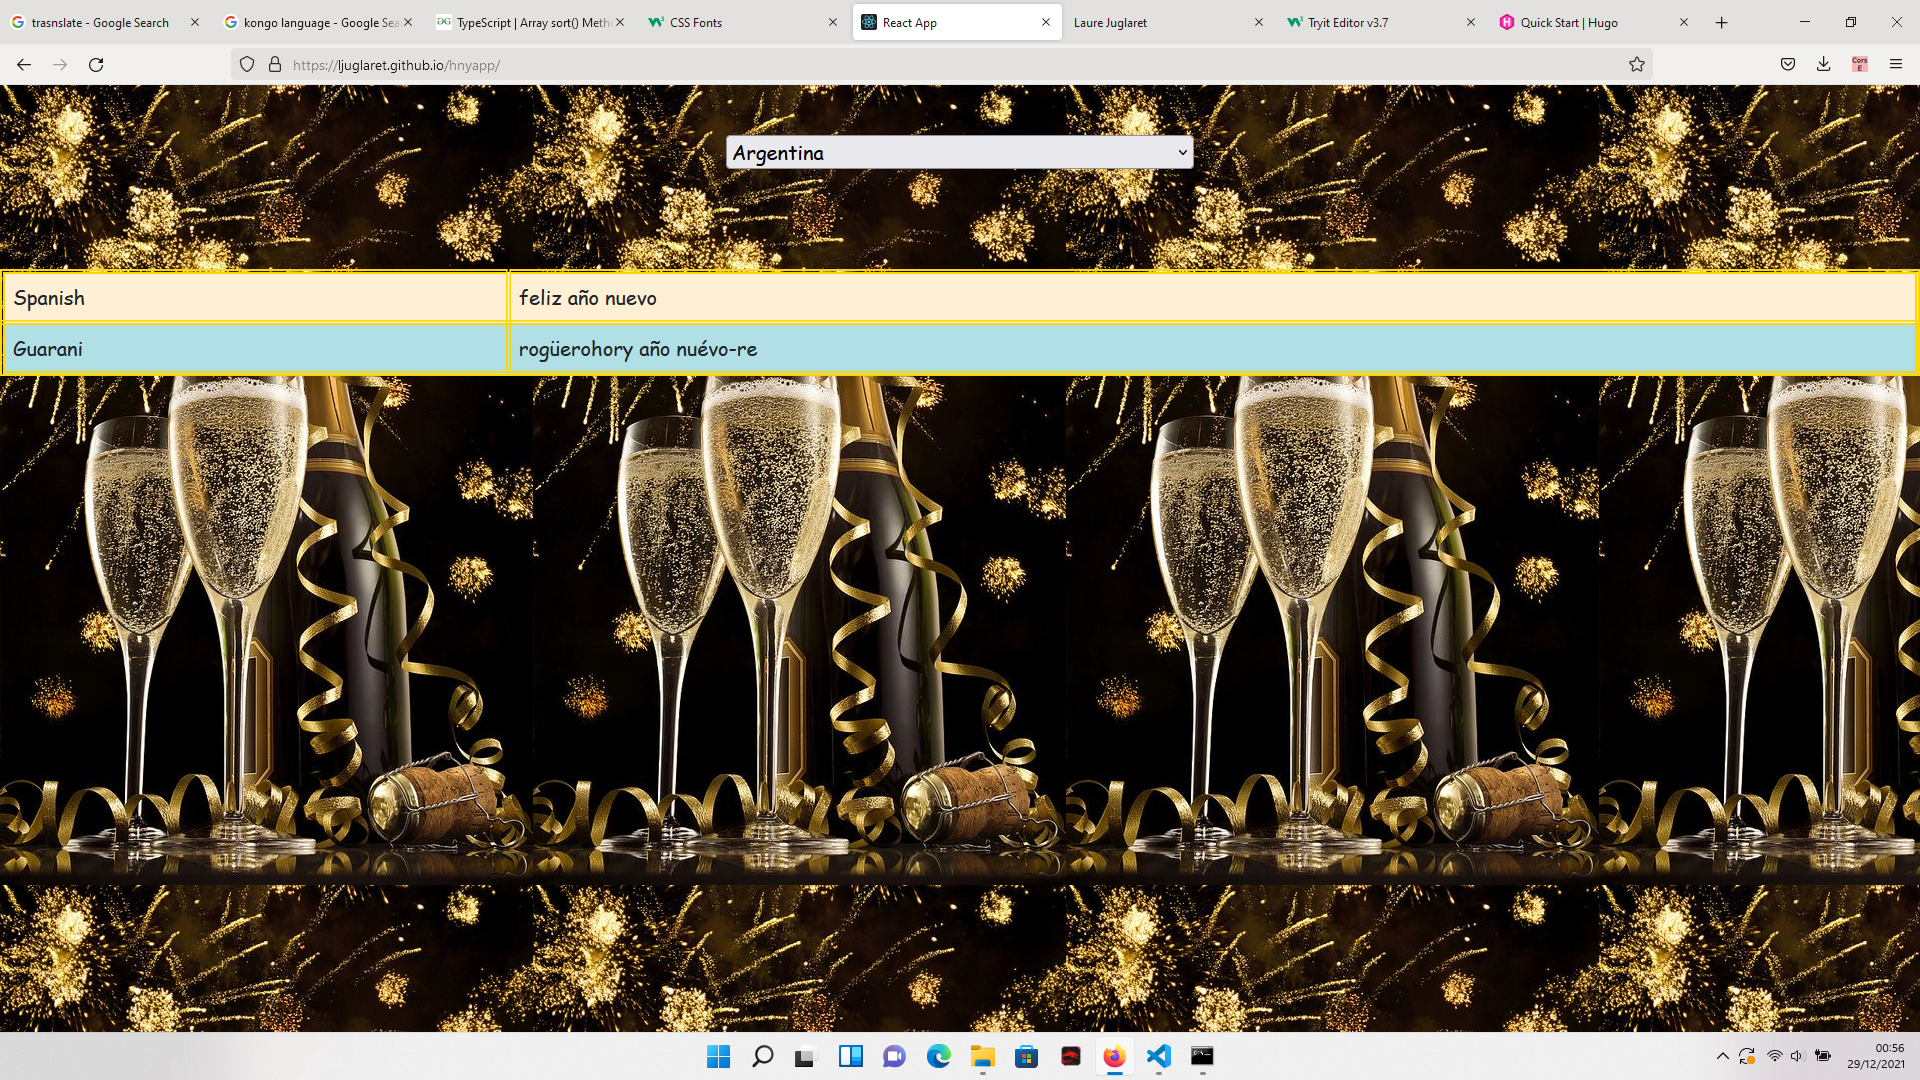 trasnslate - Google Search
kongo language - Google Sea
TypeScript | Array sort() Meth
CSS Fonts
React App
Laure Juglaret
Tryit Editor v3.7
Quick Start | Hugo
https://ljuglaret.github.io/hnyapp/
Cors
E
Argentina
Spanish feliz año nuevo
Guarani rogüerohory año nuévo-re
00:56
29/12/2021